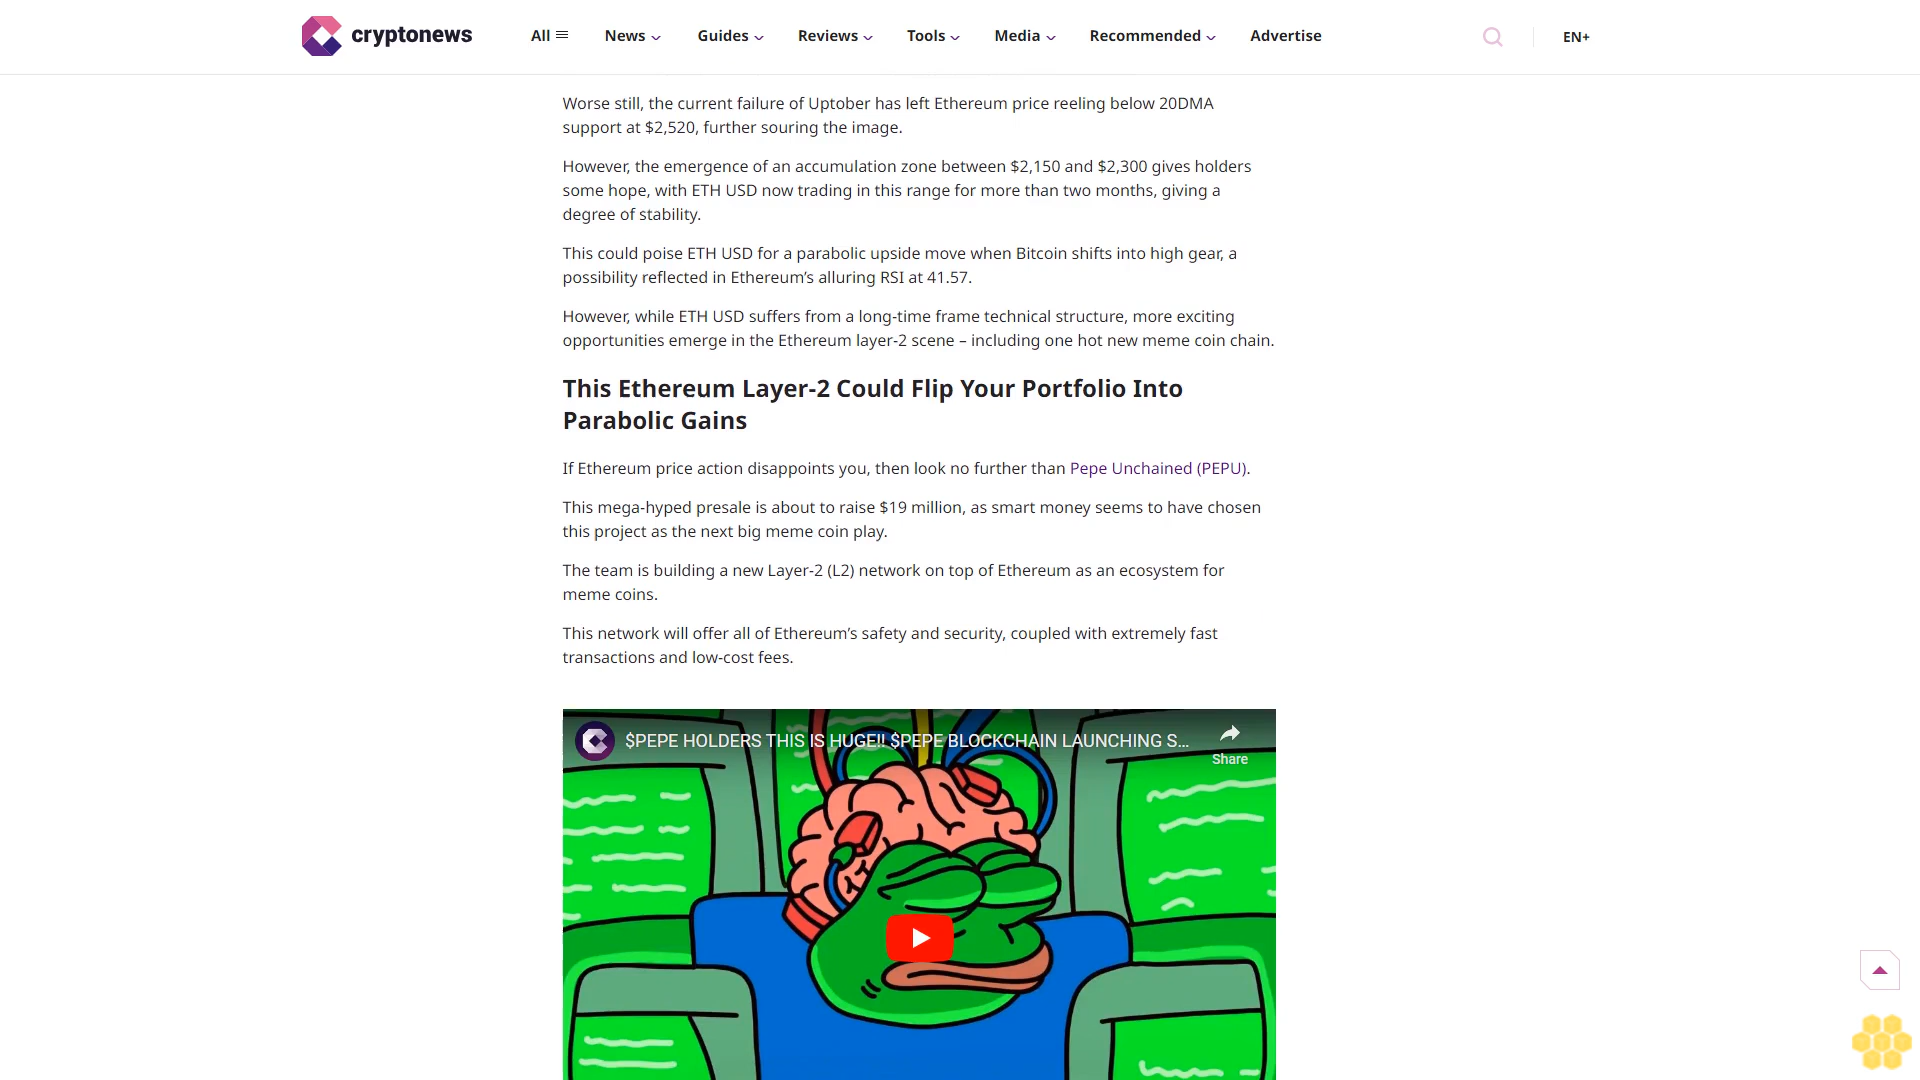 cryptonews
All
News
Guides
Reviews
Tools
Media
Recommended
Advertise
EN+
Worse still, the current failure of Uptober has left Ethereum price reeling below 20DMA
support at $2,520, further souring the image.
However, the emergence of an accumulation zone between $2,150 and $2,300 gives holders
some hope, with ETH USD now trading in this range for more than two months, giving a
degree of stability.
This could poise ETH USD for a parabolic upside move when Bitcoin shifts into high gear, a
possibility reflected in Ethereum’s alluring RSI at 41.57.
However, while ETH USD suffers from a long-time frame technical structure, more exciting
opportunities emerge in the Ethereum layer-2 scene – including one hot new meme coin chain.
This Ethereum Layer-2 Could Flip Your Portfolio Into
Parabolic Gains
If Ethereum price action disappoints you, then look no further than Pepe Unchained (PEPU).
This mega-hyped presale is about to raise $19 million, as smart money seems to have chosen
this project as the next big meme coin play.
The team is building a new Layer-2 (L2) network on top of Ethereum as an ecosystem for
meme coins.
This network will offer all of Ethereum’s safety and security, coupled with extremely fast
transactions and low-cost fees.
$PEPE HOLDERS THIS IS HUGE!! $PEPE BLOCKCHAIN LAUNCHING S...
Share